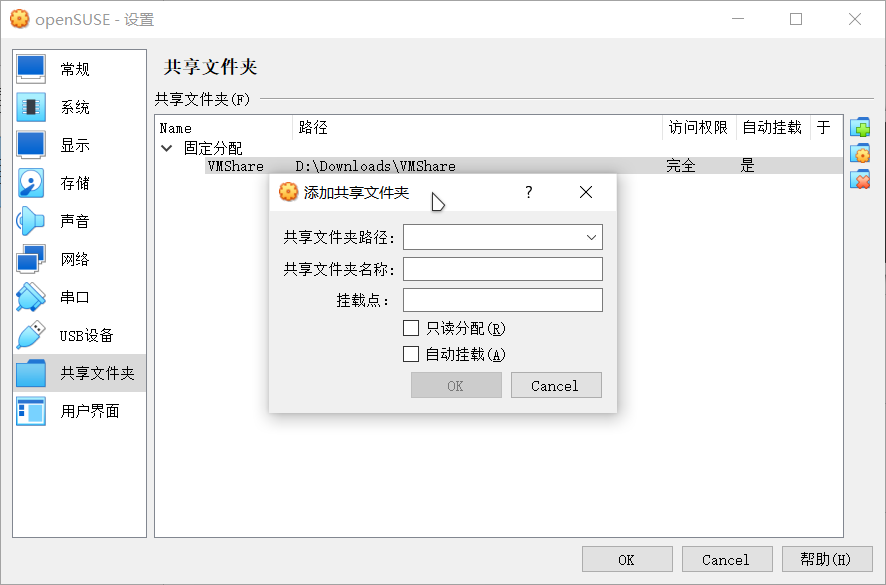 openSUSE - 设置
常规
系统
显示
存储
声音
网络
串口
USB设备
共享文件夹
用户界面
共享文件夹
共享文件夹(F)
Name 路径 访问权限 自动挂载 于
固定分配
VMShare D:\Downloads\VMShare 完全 是
添加共享文件夹 ?
共享文件夹路径:
共享文件夹名称:
挂载点:
只读分配(R)
自动挂载(A)
OK Cancel
OK Cancel 帮助(H)